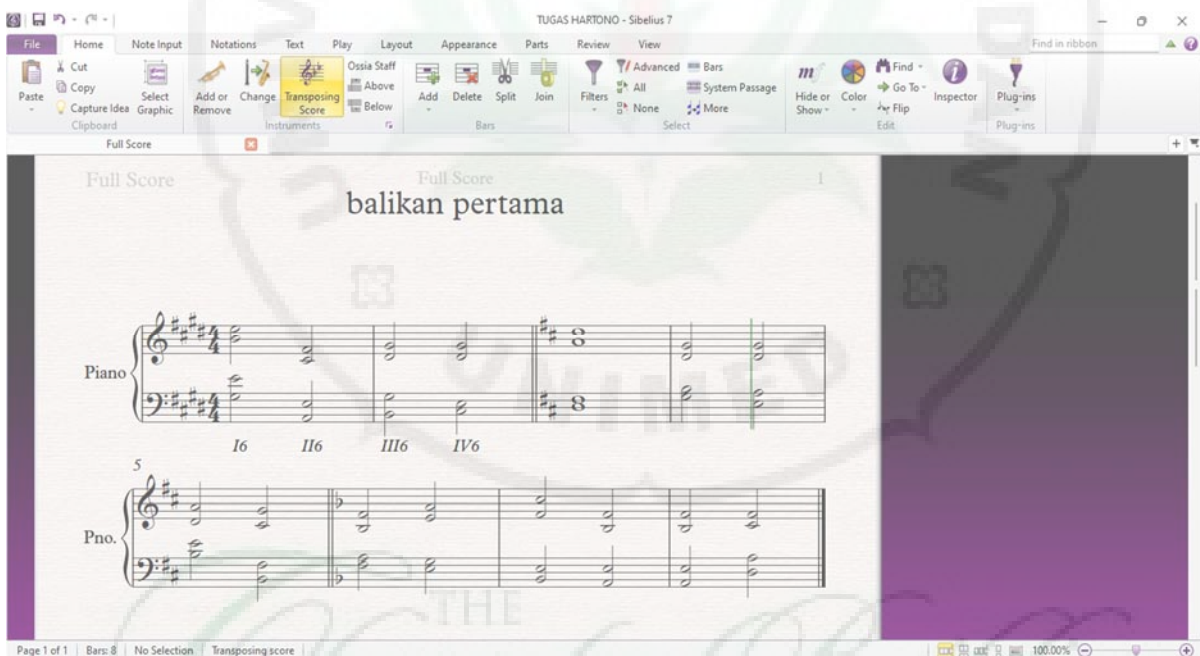 TUGAS HARTONO - Sibelius 7
File Home Note Input Notations Text Play Layout Appearance Parts Review View Find in ribbon
Paste
Cut
Copy
Capture Idea
Select Graphic
Clipboard
Add or Remove
Change
Transposing Score
Instruments
Ossia Staff
Above
Below
Add
Delete
Split
Join
Bars
Filters
Advanced
All
None
Bars
System Passage
More
Select
Hide or Show
Color
Find
Go To
Flip
Inspector
Edit
Plug-ins
Plug-ins
Full Score
Full Score Full Score 1
balikan pertama
Piano
4
4
4
4
I6 II6 III6 IV6
5
Pno.
UNIMED
THE
Page 1 of 1 Bars: 8 No Selection Transposing score 100.00%